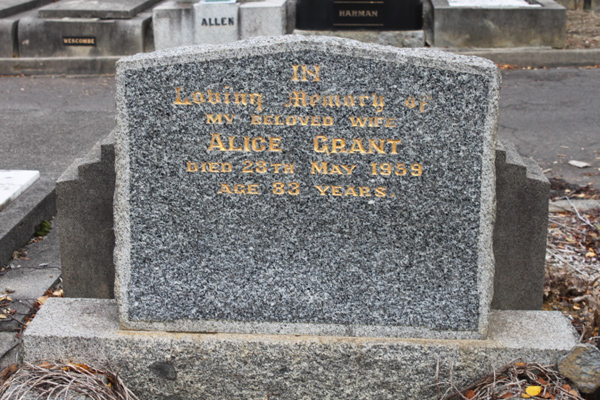 WESCOMBE
ALLEN
HARMAN
IN
Loving Memory of
MY BELOVED WIFE
ALICE GRANT
DIED 28TH MAY 1959
AGE 83 YEARS.